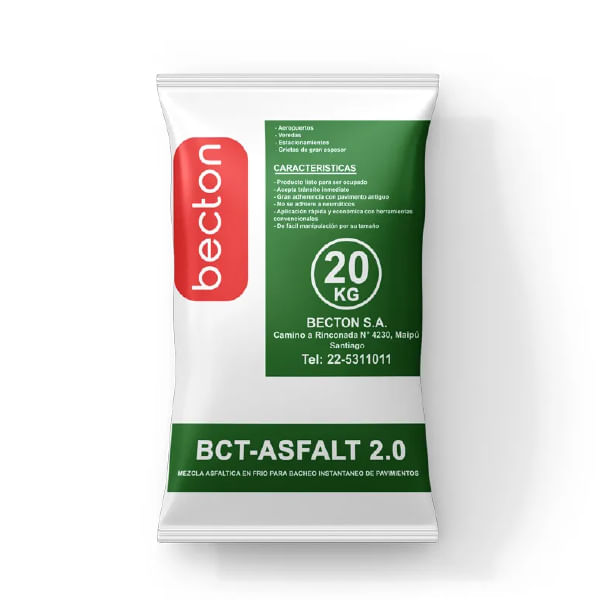 becton
- Aeropuertos
- Veredas
- Estacionamientos
- Grietas de gran espesor
CARACTERISTICAS
- Producto listo para ser ocupado
- Acepta tránsito inmediato
- Gran adherencia con pavimento antiguo
- No se adhiere a neumáticos
- Aplicación rápida y económica con herramientas
convencionales
- De fácil manipulación por su tamaño
20
KG
BECTON S.A.
Camino a Rinconada N° 4230, Maipú
Santiago
Tel: 22-5311011
BCT-ASFALT 2.0
MEZCLA ASFALTICA EN FRIO PARA BACHEO INSTANTANEO DE PAVIMENTOS